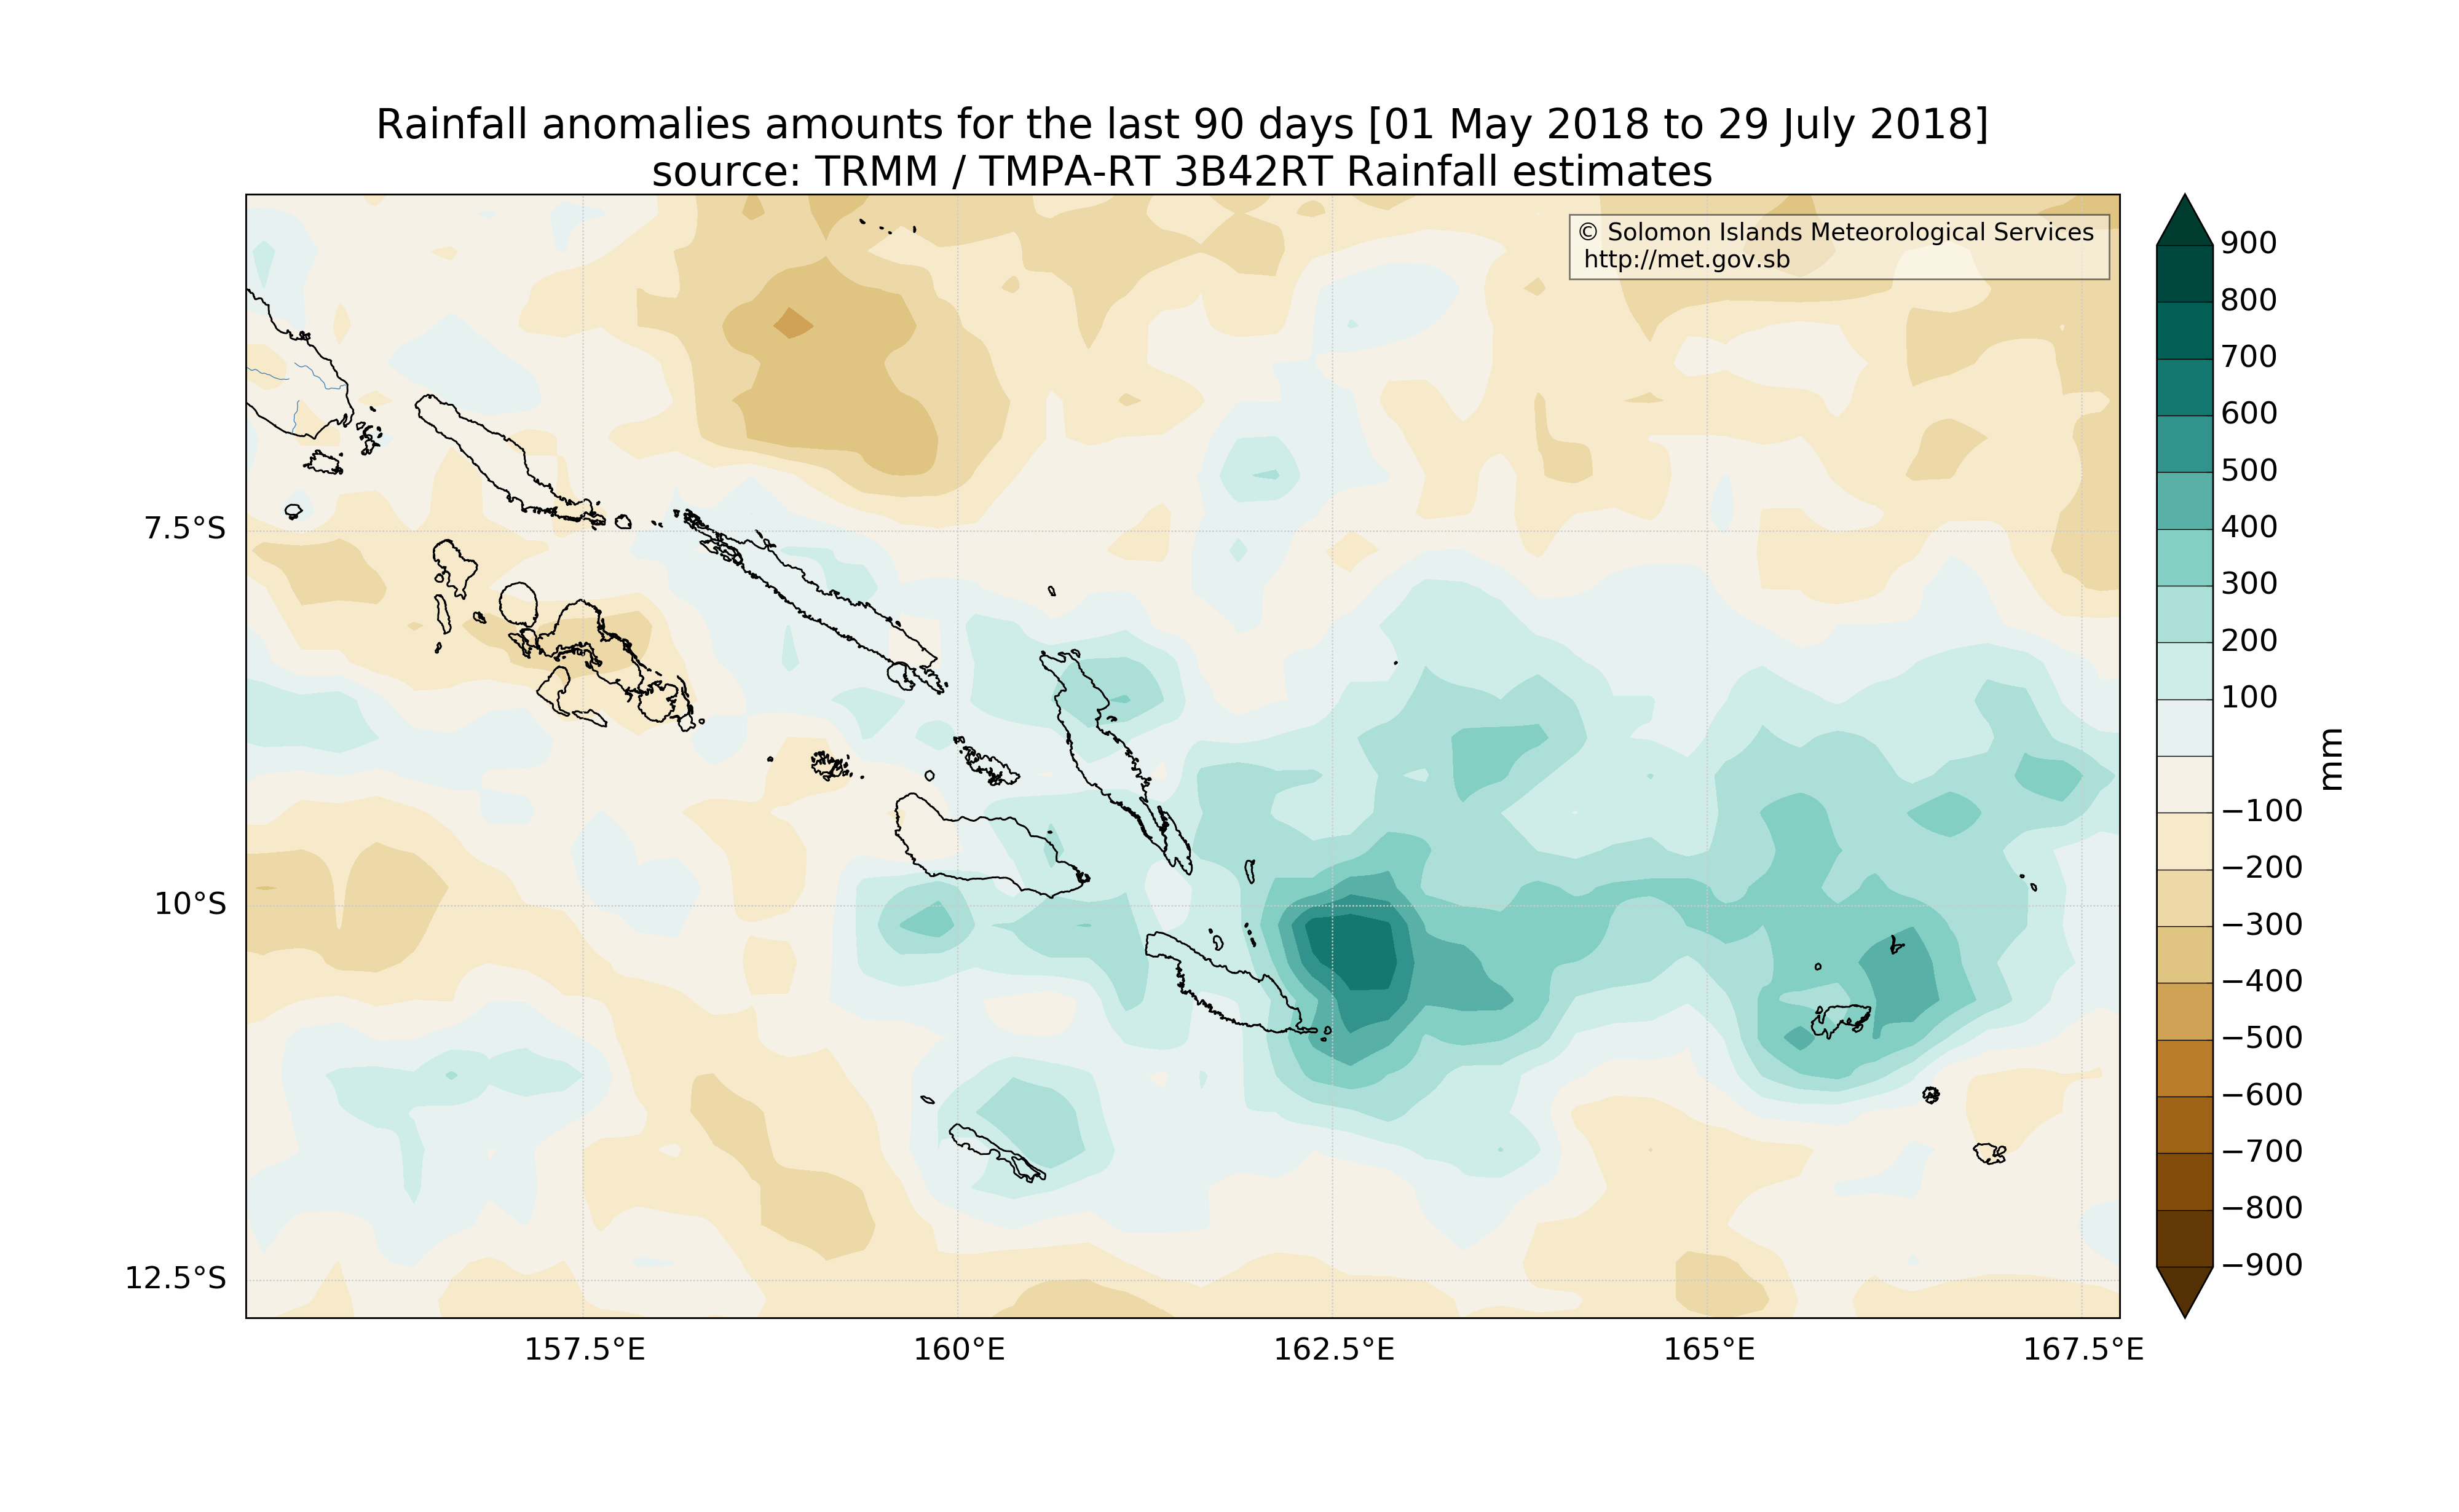 Rainfall anomalies amounts for the last 90 days [01 May 2018 to 29 July 2018]
source: TRMM / TMPA-RT 3B42RT Rainfall estimates
© Solomon Islands Meteorological Services
http://met.gov.sb
7.5°S
10°S
12.5°S
157.5°E
160°E
162.5°E
165°E
167.5°E
900
800
700
600
500
400
300
200
100
−100
−200
−300
−400
−500
−600
−700
−800
−900
mm